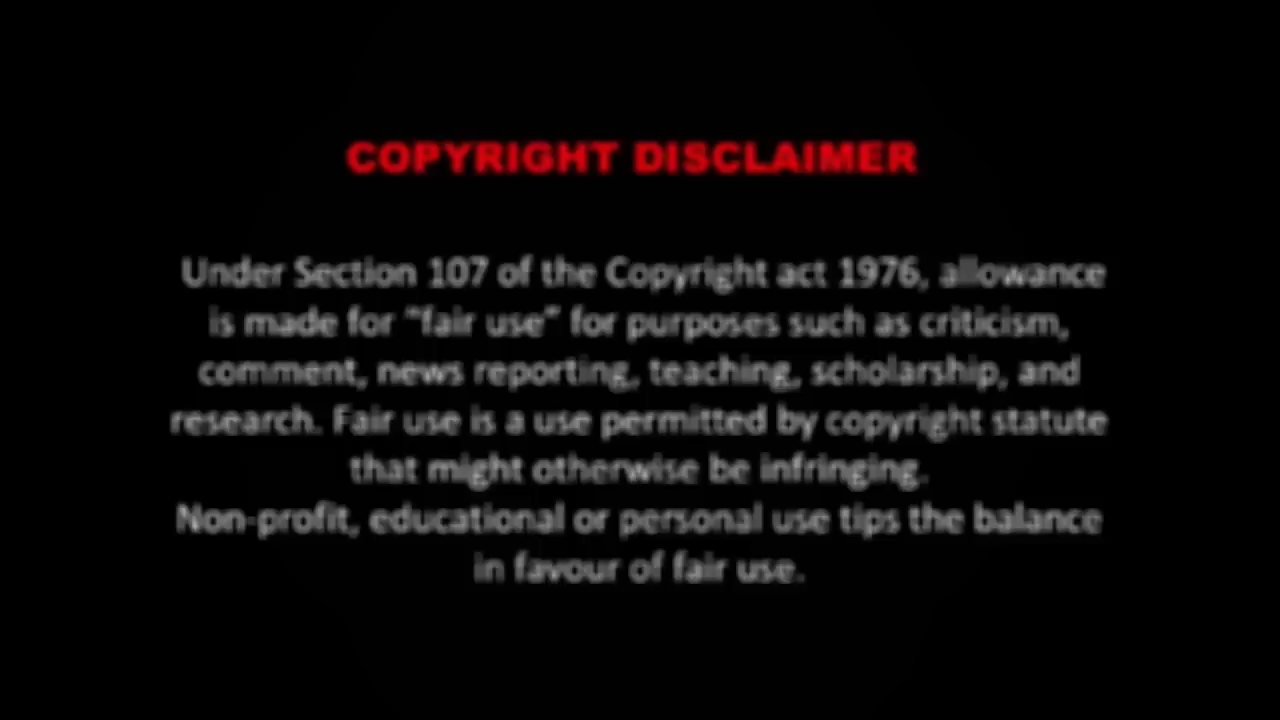 COPYRIGHT DISCLAIMER
Under Section 107 of the Copyright act 1976, allowance
is made for "fair use" for purposes such as criticism,
comment, news reporting, teaching, scholarship, and
research. Fair use is a use permitted by copyright statute
that might otherwise be infringing.
Non-profit, educational or personal use tips the balance
in favour of fair use.